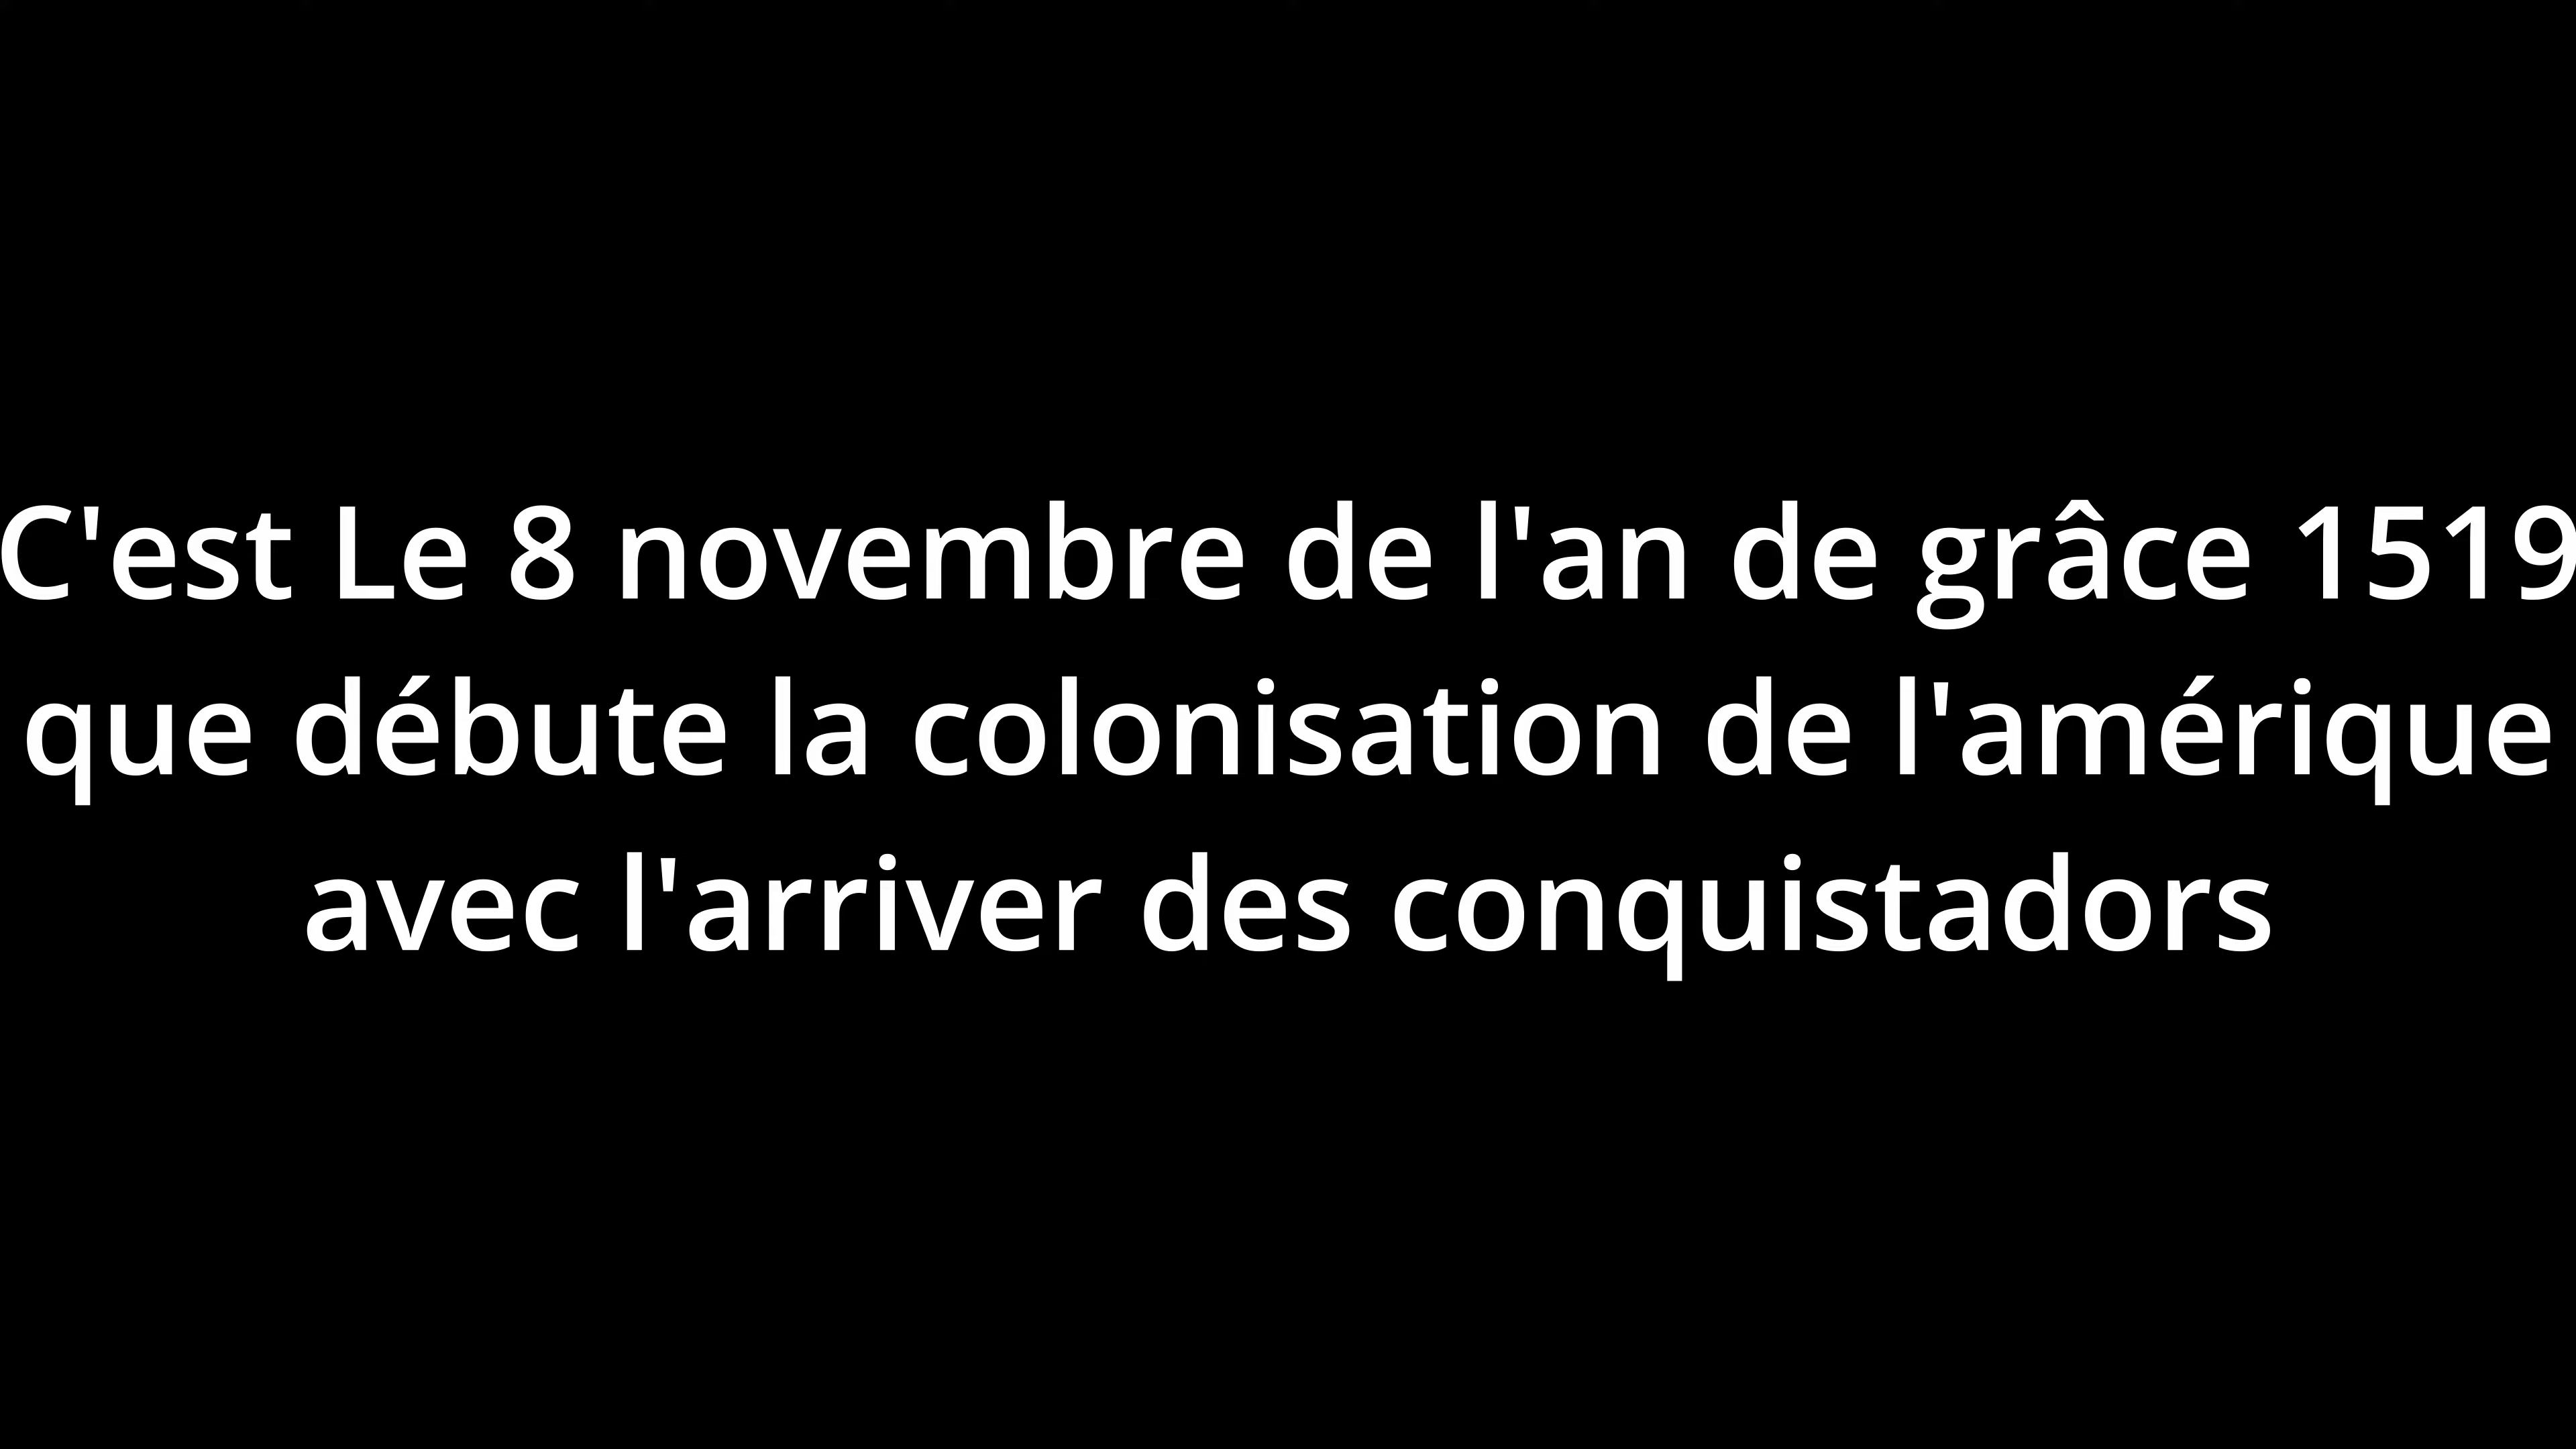 C'est Le 8 novembre de l'an de grâce 1519
que débute la colonisation de l'amérique
avec l'arriver des conquistadors